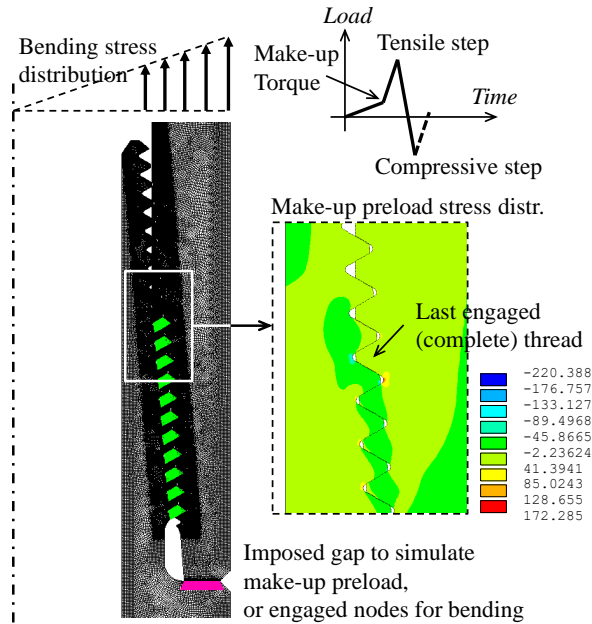 Load
Bending stress
distribution
Tensile step
Make-up
Torque
Time
Compressive step
Make-up preload stress distr.
Last engaged
(complete) thread
-220.388
-176.757
-133.127
-89.4968
-45.8665
-2.23624
41.3941
85.0243
128.655
172.285
Imposed gap to simulate
make-up preload,
or engaged nodes for bending